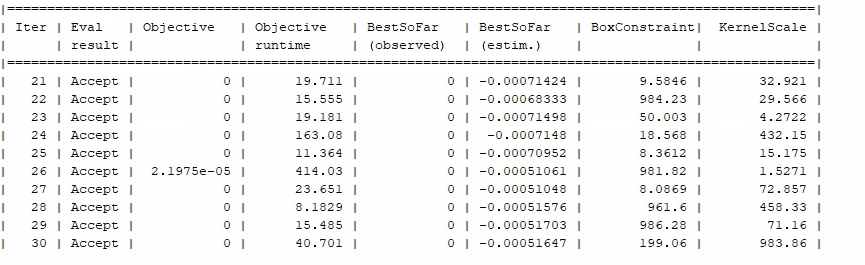 |===================================================================================================|
| Iter | Eval | Objective | Objective | BestSoFar | BestSoFar | BoxConstraint| KernelScale |
| | result | | runtime | (observed) | (estim.) | | |
|===================================================================================================|
| 21 | Accept | 0 | 19.711 | 0 | -0.00071424 | 9.5846 | 32.921 |
| 22 | Accept | 0 | 15.555 | 0 | -0.00068333 | 984.23 | 29.566 |
| 23 | Accept | 0 | 19.181 | 0 | -0.00071498 | 50.003 | 4.2722 |
| 24 | Accept | 0 | 163.08 | 0 | -0.0007148 | 18.568 | 432.15 |
| 25 | Accept | 0 | 11.364 | 0 | -0.00070952 | 8.3612 | 15.175 |
| 26 | Accept | 2.1975e-05 | 414.03 | 0 | -0.00051061 | 981.82 | 1.5271 |
| 27 | Accept | 0 | 23.651 | 0 | -0.00051048 | 8.0869 | 72.857 |
| 28 | Accept | 0 | 8.1829 | 0 | -0.00051576 | 961.6 | 458.33 |
| 29 | Accept | 0 | 15.485 | 0 | -0.00051703 | 986.28 | 71.16 |
| 30 | Accept | 0 | 40.701 | 0 | -0.00051647 | 199.06 | 983.86 |